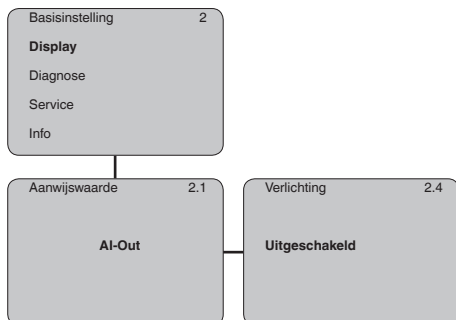 Basisinstelling 2
Display
Diagnose
Service
Info
Aanwijswaarde 2.1
AI-Out
Verlichting 2.4
Uitgeschakeld